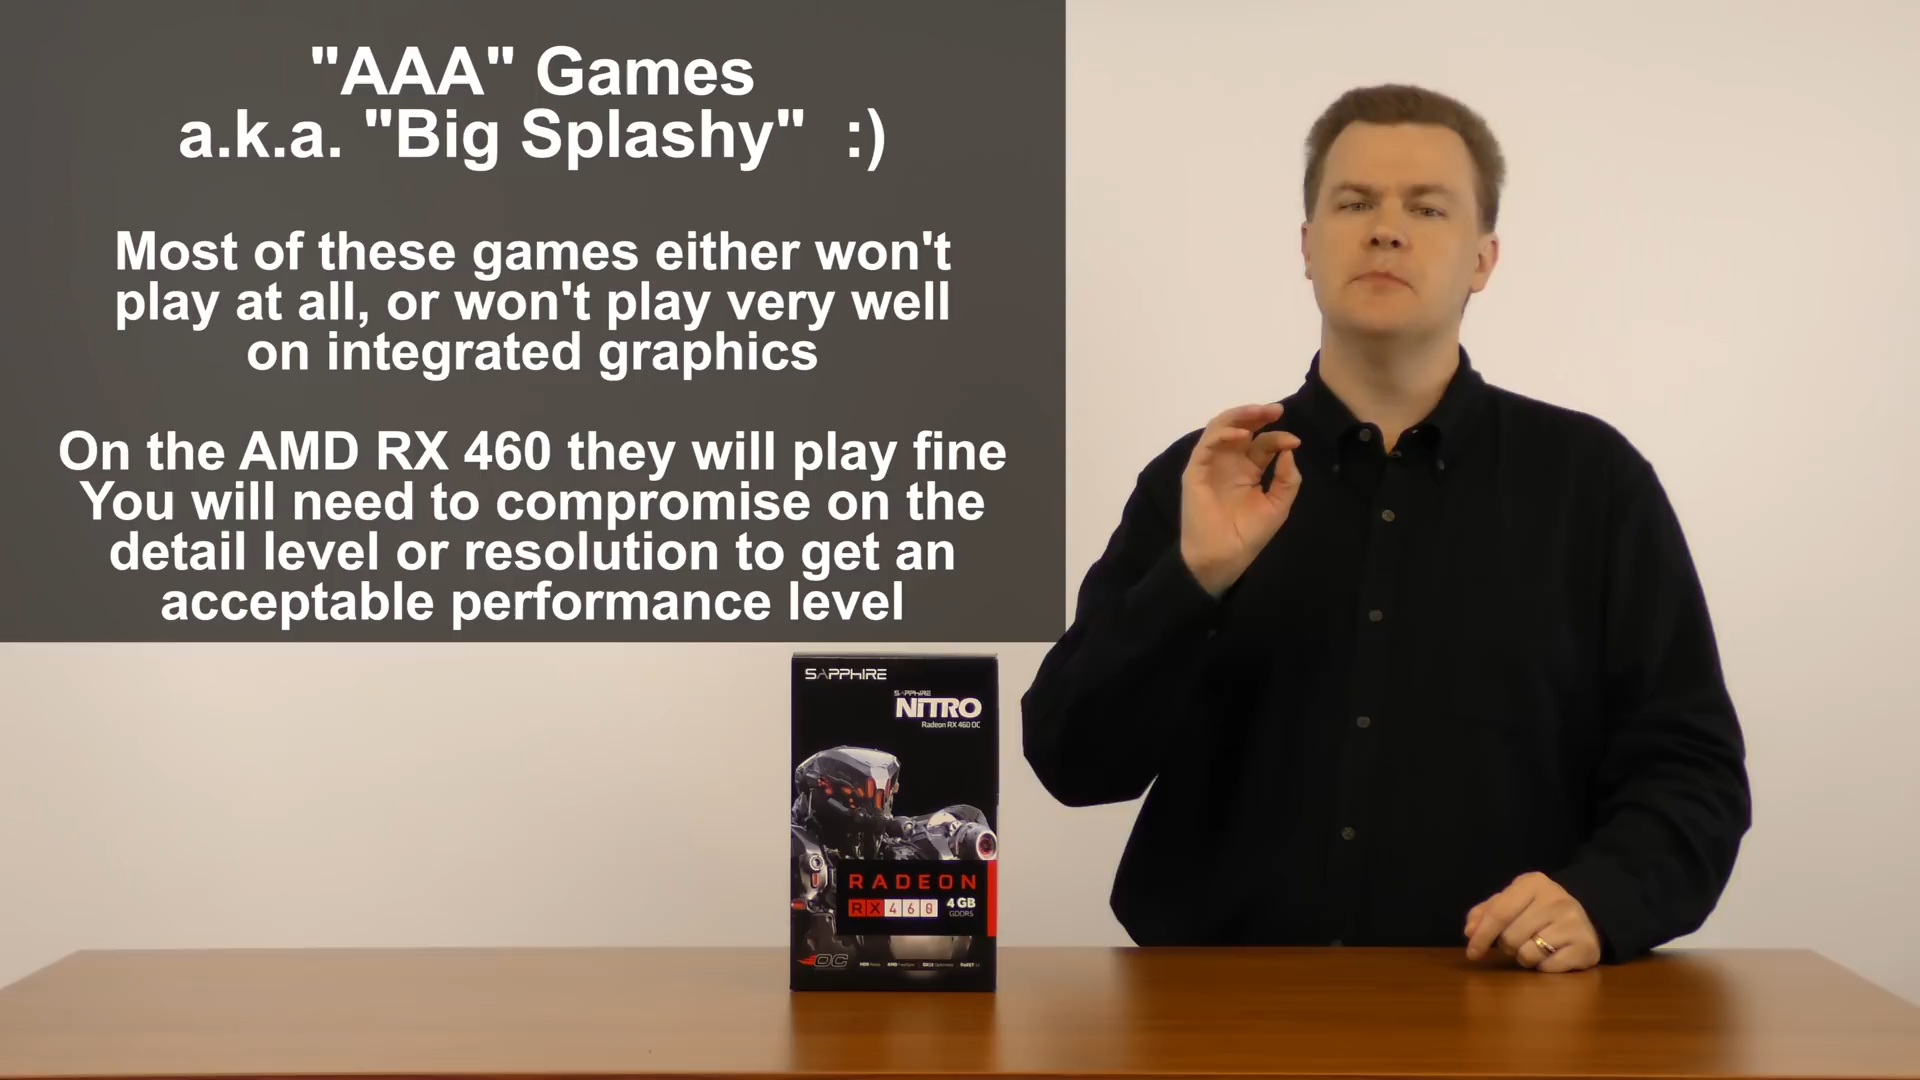 "AAA" Games
a.k.a. "Big Splashy" :)
Most of these games either won't
play at all, or won't play very well
on integrated graphics
On the AMD RX 460 they will play fine
You will need to compromise on the
detail level or resolution to get an
acceptable performance level
SAPPHIRE
SAPPHIRE
NITRO
Radeon RX 460 OC
RADEON
RX 460 4 GB
GDDR5
OC